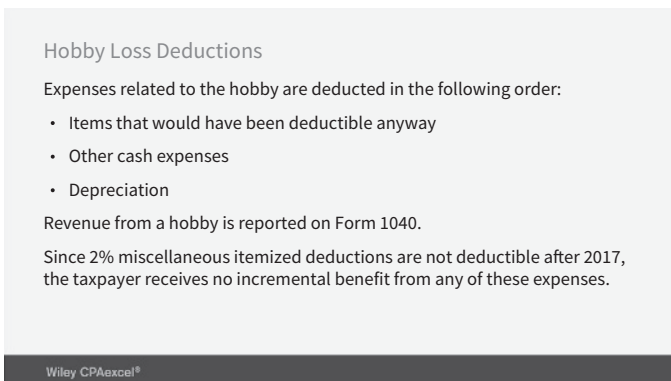 Hobby Loss Deductions
Expenses related to the hobby are deducted in the following order:
• Items that would have been deductible anyway
• Other cash expenses
• Depreciation
Revenue from a hobby is reported on Form 1040.
Since 2% miscellaneous itemized deductions are not deductible after 2017,
the taxpayer receives no incremental benefit from any of these expenses.
Wiley CPAexcel®